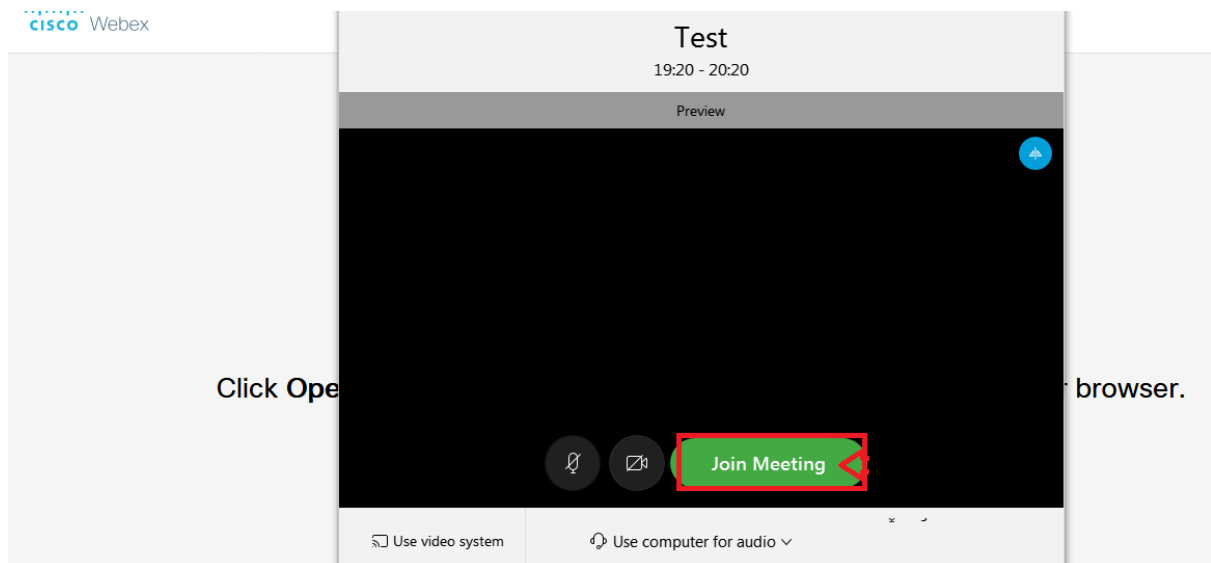 cisco Webex
Test
19:20 - 20:20
Preview
Click Ope
browser.
Join Meeting
Use video system
Use computer for audio